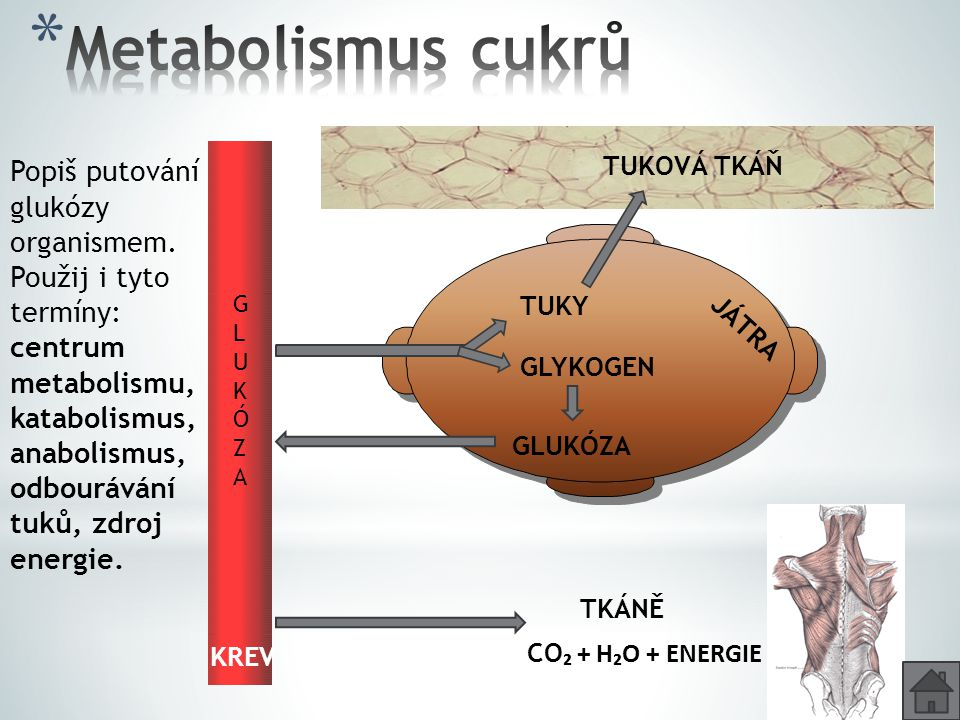 * Metabolismus cukrů
Popiš putování
glukózy
organismem.
Použij i tyto
termíny:
centrum
metabolismu,
katabolismus,
anabolismus,
odbourávání
tuků, zdroj
energie.
G
L
U
K
Ó
Z
A
KREV
TUKOVÁ TKÁŇ
TUKY
JÁTRA
GLYKOGEN
GLUKÓZA
TKÁNĚ
CO₂ + H₂O + ENERGIE